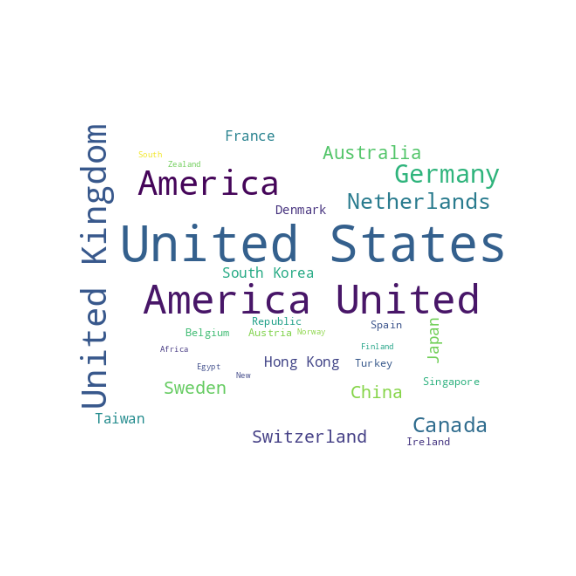 France
United Kingdom
South
Australia
Zealand
Germany
America
Netherlands
Denmark
United States
South Korea
America United
Republic
Spain
Japan
Belgium
Austria
Norway
Africa
Finland
Hong Kong
Turkey
Egypt
New
Singapore
Sweden
China
Taiwan
Canada
Switzerland
Ireland